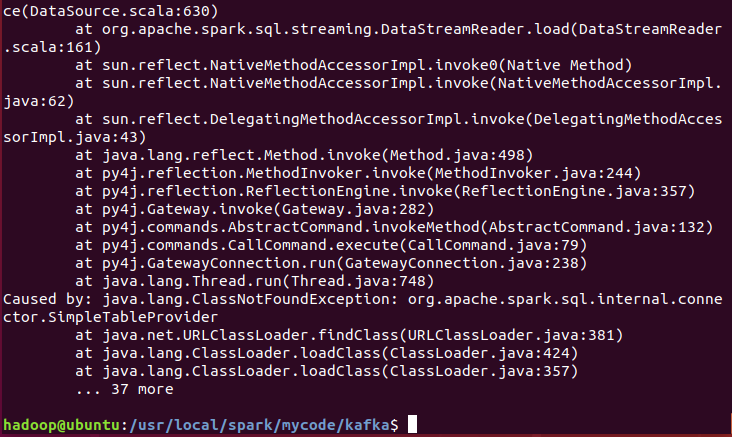 ce(DataSource.scala:630)
        at org.apache.spark.sql.streaming.DataStreamReader.load(DataStreamReader
.scala:161)
        at sun.reflect.NativeMethodAccessorImpl.invoke0(Native Method)
        at sun.reflect.NativeMethodAccessorImpl.invoke(NativeMethodAccessorImpl.
java:62)
        at sun.reflect.DelegatingMethodAccessorImpl.invoke(DelegatingMethodAcces
sorImpl.java:43)
        at java.lang.reflect.Method.invoke(Method.java:498)
        at py4j.reflection.MethodInvoker.invoke(MethodInvoker.java:244)
        at py4j.reflection.ReflectionEngine.invoke(ReflectionEngine.java:357)
        at py4j.Gateway.invoke(Gateway.java:282)
        at py4j.commands.AbstractCommand.invokeMethod(AbstractCommand.java:132)
        at py4j.commands.CallCommand.execute(CallCommand.java:79)
        at py4j.GatewayConnection.run(GatewayConnection.java:238)
        at java.lang.Thread.run(Thread.java:748)
Caused by: java.lang.ClassNotFoundException: org.apache.spark.sql.internal.conne
ctor.SimpleTableProvider
        at java.net.URLClassLoader.findClass(URLClassLoader.java:381)
        at java.lang.ClassLoader.loadClass(ClassLoader.java:424)
        at java.lang.ClassLoader.loadClass(ClassLoader.java:357)
        ... 37 more
hadoop@ubuntu:/usr/local/spark/mycode/kafka$